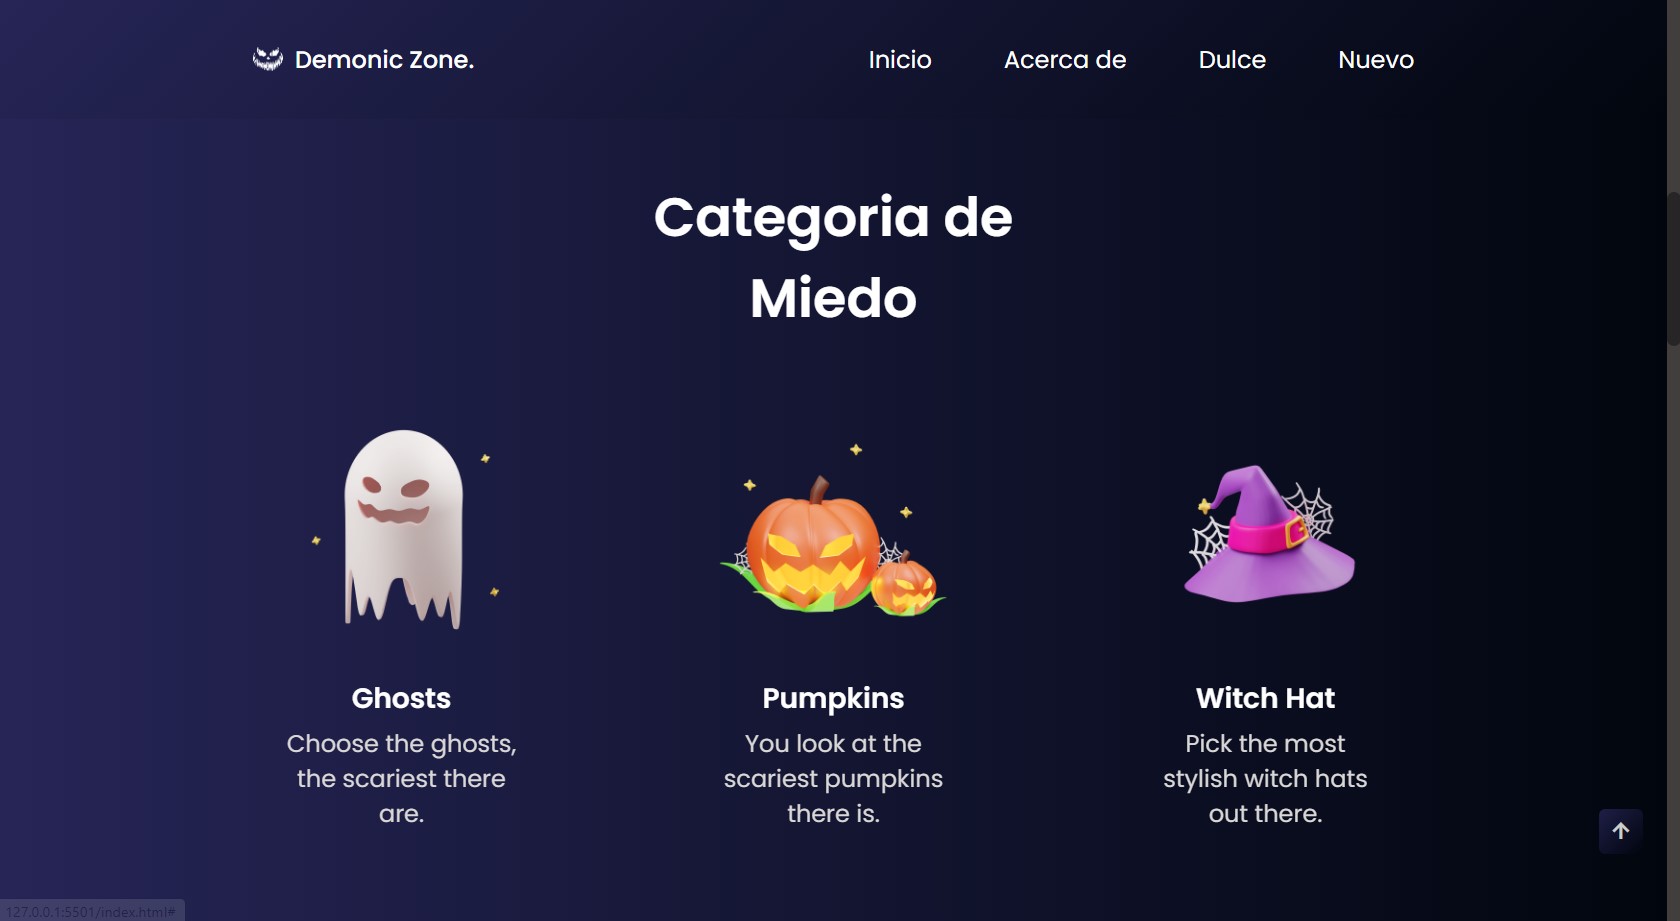 Demonic Zone.
Inicio
Acerca de
Dulce
Nuevo
Categoria de
Miedo
Ghosts
Choose the ghosts,
the scariest there
are.
Pumpkins
You look at the
scariest pumpkins
there is.
Witch Hat
Pick the most
stylish witch hats
out there.
127.0.0.1:5501/index.html#